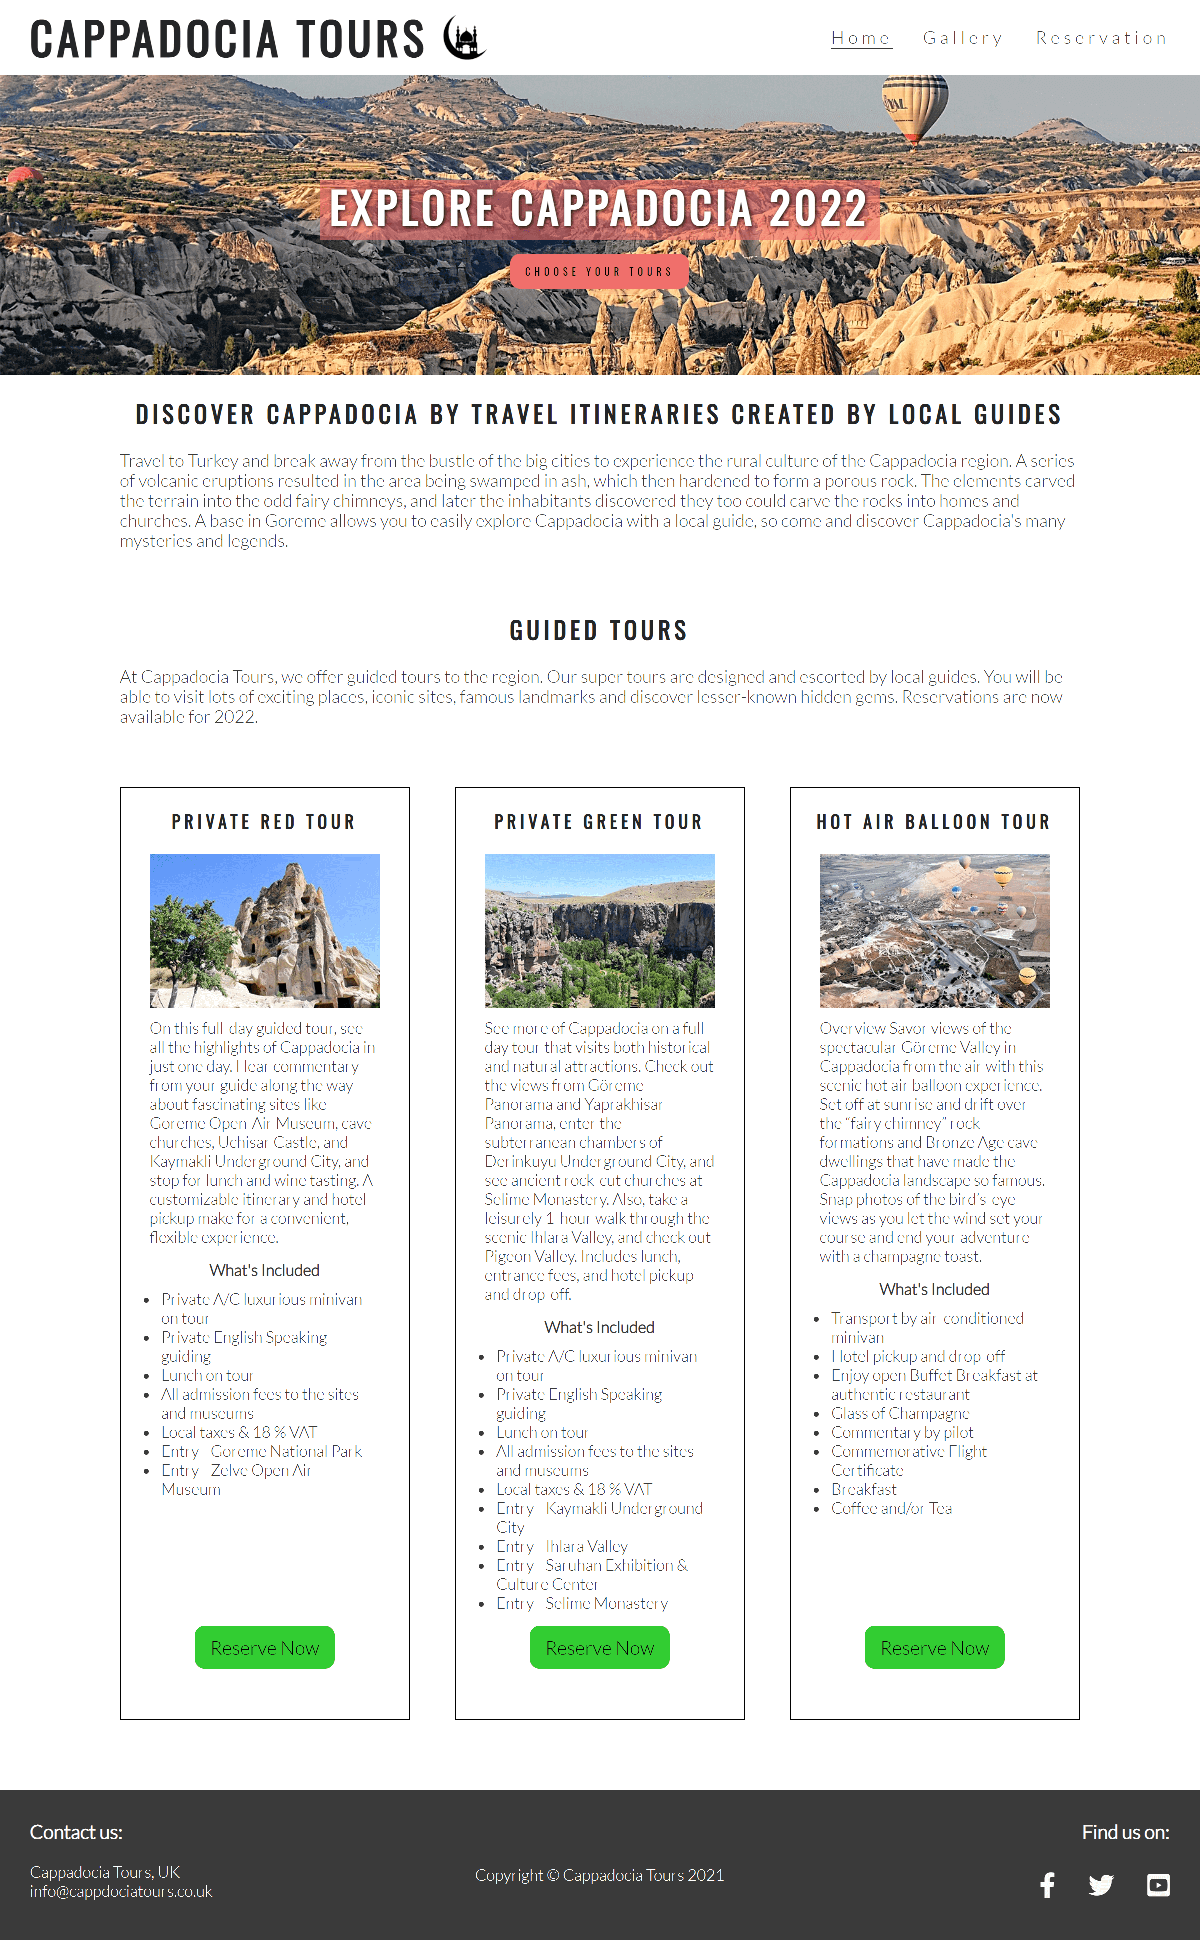 CAPPADOCIA TOURS
Home Gallery Reservation
EXPLORE CAPPADOCIA 2022
CHOOSE YOUR TOURS
DISCOVER CAPPADOCIA BY TRAVEL ITINERARIES CREATED BY LOCAL GUIDES
Travel to Turkey and break away from the bustle of the big cities to experience the rural culture of the Cappadocia region. A series
of volcanic eruptions resulted in the area being swamped in ash, which then hardened to form a porous rock. The elements carved
the terrain into the odd fairy chimneys, and later the inhabitants discovered they too could carve the rocks into homes and
churches. A base in Goreme allows you to easily explore Cappadocia with a local guide, so come and discover Cappadocia's many
mysteries and legends.
GUIDED TOURS
At Cappadocia Tours, we offer guided tours to the region. Our super tours are designed and escorted by local guides. You will be
able to visit lots of exciting places, iconic sites, famous landmarks and discover lesser-known hidden gems. Reservations are now
available for 2022.
PRIVATE RED TOUR
On this full-day guided tour, see
all the highlights of Cappadocia in
just one day. Hear commentary
from your guide along the way
about fascinating sites like
Goreme Open-Air Museum, cave
churches, Uchisar Castle, and
Kaymakli Underground City, and
stop for lunch and wine tasting. A
customizable itinerary and hotel
pickup make for a convenient,
flexible experience.
What's Included
Private A/C luxurious minivan
on tour
Private English Speaking
guiding
Lunch on tour
All admission fees to the sites
and museums
Local taxes & 18 % VAT
Entry - Goreme National Park
Entry - Zelve Open Air
Museum
Reserve Now
PRIVATE GREEN TOUR
See more of Cappadocia on a full-
day tour that visits both historical
and natural attractions. Check out
the views from Göreme
Panorama and Yaprakhisar
Panorama, enter the
subterranean chambers of
Derinkuyu Underground City, and
see ancient rock-cut churches at
Selime Monastery. Also, take a
leisurely 1-hour walk through the
scenic Ihlara Valley, and check out
Pigeon Valley. Includes lunch,
entrance fees, and hotel pickup
and drop-off.
What's Included
Private A/C luxurious minivan
on tour
Private English Speaking
guiding
Lunch on tour
All admission fees to the sites
and museums
Local taxes & 18 % VAT
Entry - Kaymakli Underground
City
Entry - Ihlara Valley
Entry - Saruhan Exhibition &
Culture Center
Entry - Selime Monastery
Reserve Now
HOT AIR BALLOON TOUR
Overview Savor views of the
spectacular Göreme Valley in
Cappadocia from the air with this
scenic hot air balloon experience.
Set off at sunrise and drift over
the “fairy chimney” rock
formations and Bronze Age cave
dwellings that have made the
Cappadocia landscape so famous.
Snap photos of the bird’s-eye
views as you let the wind set your
course and end your adventure
with a champagne toast.
What's Included
Transport by air-conditioned
minivan
Hotel pickup and drop-off
Enjoy open Buffet Breakfast at
authentic restaurant
Glass of Champagne
Commentary by pilot
Commemorative Flight
Certificate
Breakfast
Coffee and/or Tea
Reserve Now
Contact us:
Cappadocia Tours, UK
info@cappdociatours.co.uk
Copyright © Cappadocia Tours 2021
Find us on: